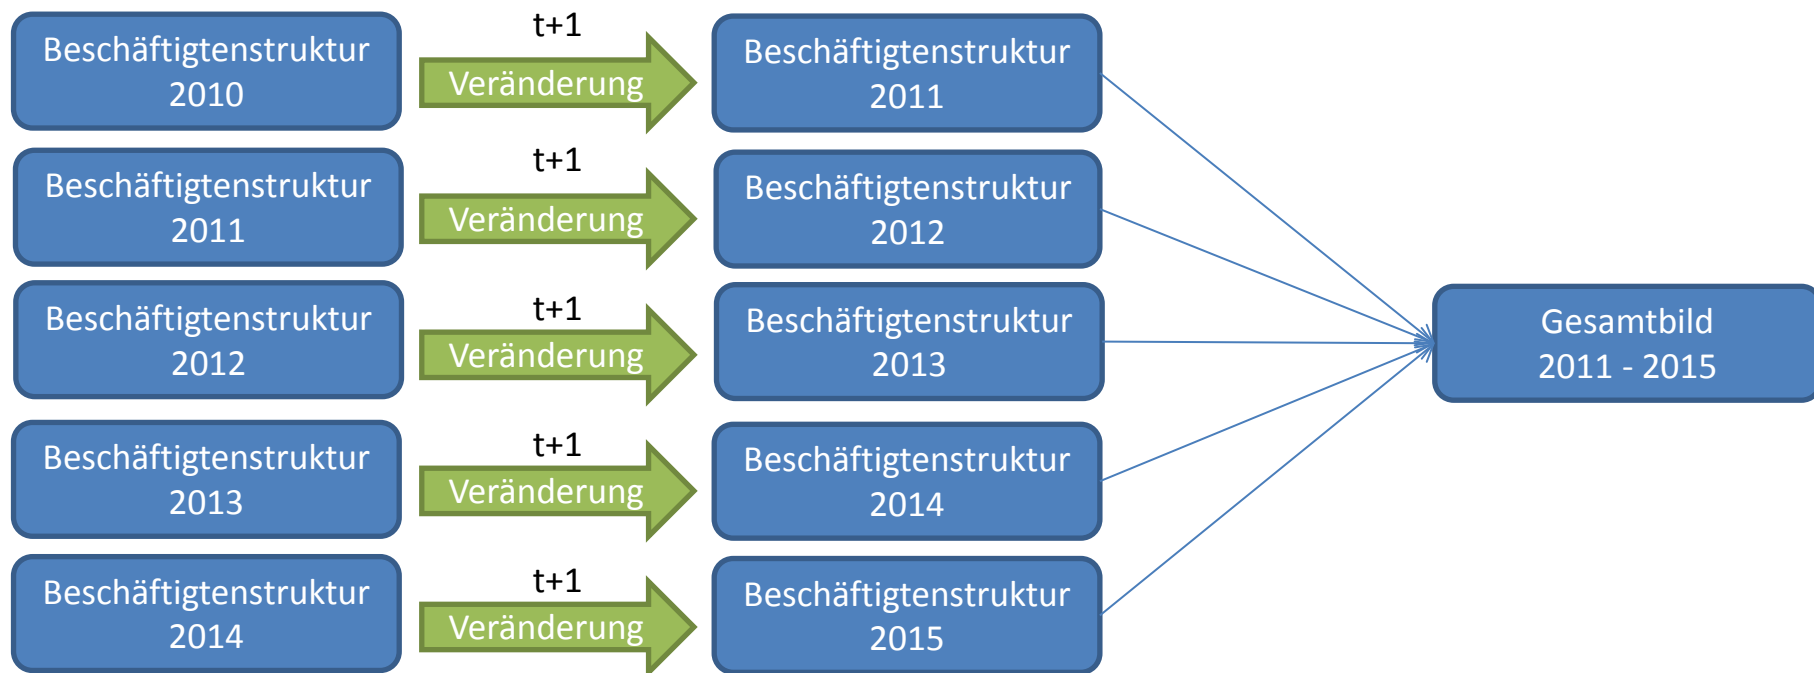 Beschäftigtenstruktur
2010
t+1
Veränderung
Beschäftigtenstruktur
2011
Beschäftigtenstruktur
2011
t+1
Veränderung
Beschäftigtenstruktur
2012
Beschäftigtenstruktur
2012
t+1
Veränderung
Beschäftigtenstruktur
2013
Beschäftigtenstruktur
2013
t+1
Veränderung
Beschäftigtenstruktur
2014
Beschäftigtenstruktur
2014
t+1
Veränderung
Beschäftigtenstruktur
2015
Gesamtbild
2011 - 2015